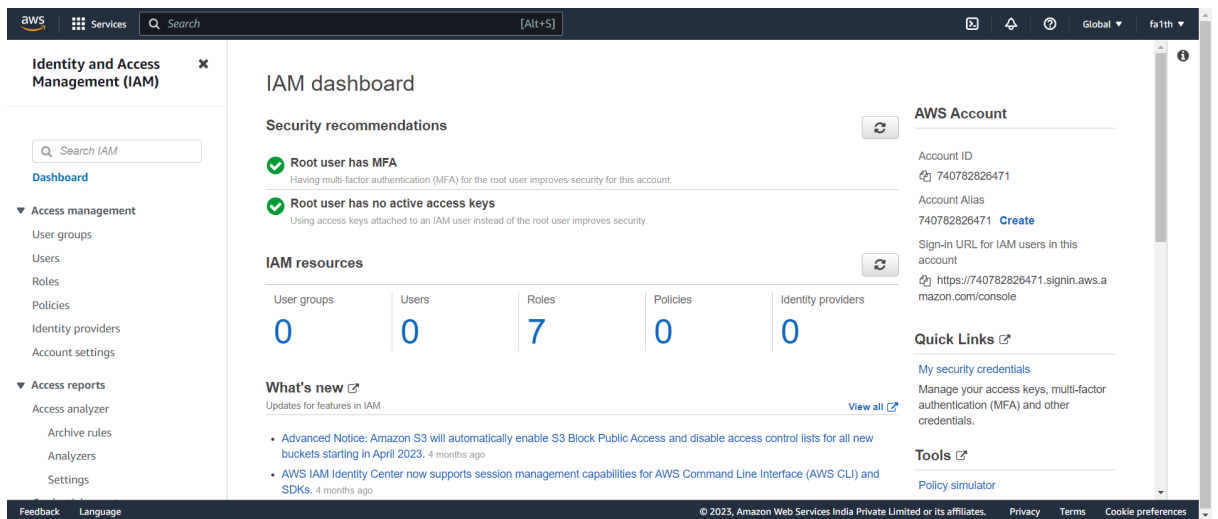 aws
Services
Search
[Alt+S]
Global
fa1th
Identity and Access
Management (IAM)
Search IAM
Dashboard
Access management
User groups
Users
Roles
Policies
Identity providers
Account settings
Access reports
Access analyzer
Archive rules
Analyzers
Settings
IAM dashboard
Security recommendations
Root user has MFA
Having multi-factor authentication (MFA) for the root user improves security for this account.
Root user has no active access keys
Using access keys attached to an IAM user instead of the root user improves security.
IAM resources
User groups
0
Users
0
Roles
7
Policies
0
Identity providers
0
What's new
Updates for features in IAM
View all
• Advanced Notice: Amazon S3 will automatically enable S3 Block Public Access and disable access control lists for all new
buckets starting in April 2023. 4 months ago
• AWS IAM Identity Center now supports session management capabilities for AWS Command Line Interface (AWS CLI) and
SDKs. 4 months ago
AWS Account
Account ID
740782826471
Account Alias
740782826471 Create
Sign-in URL for IAM users in this
account
https://740782826471.signin.aws.a
mazon.com/console
Quick Links
My security credentials
Manage your access keys, multi-factor
authentication (MFA) and other
credentials.
Tools
Policy simulator
Feedback
Language
© 2023, Amazon Web Services India Private Limited or its affiliates.
Privacy
Terms
Cookie preferences